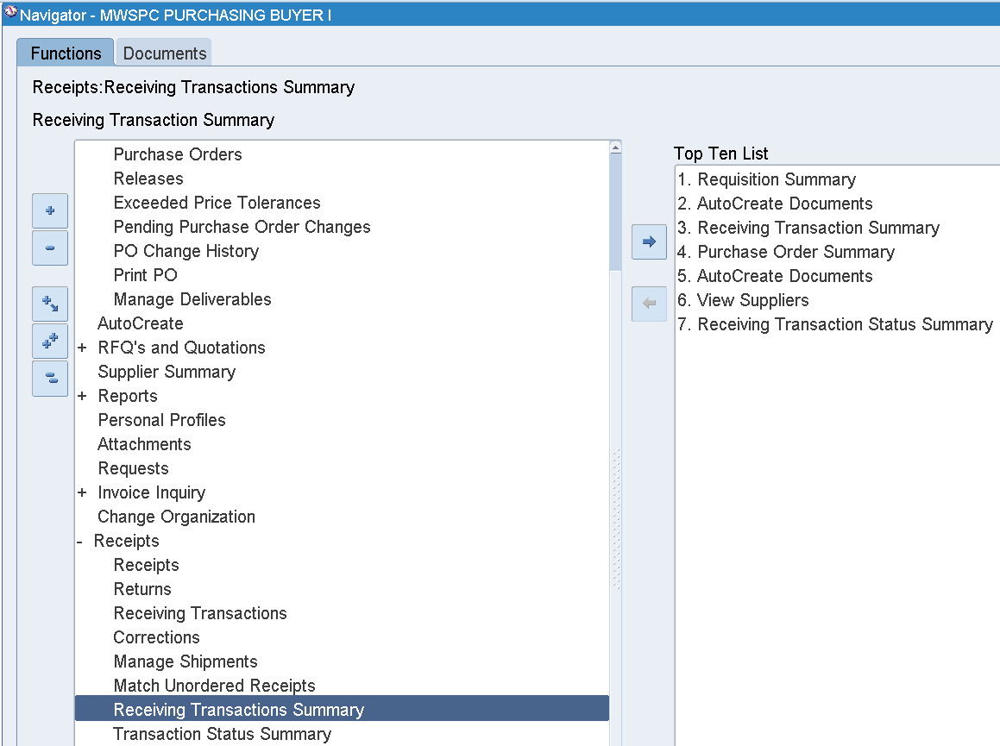 Navigator - MWSPC PURCHASING BUYER I
Functions
Documents
Receipts:Receiving Transactions Summary
Receiving Transaction Summary
Purchase Orders
Releases
Exceeded Price Tolerances
Pending Purchase Order Changes
PO Change History
Print PO
Manage Deliverables
AutoCreate
+ RFQ's and Quotations
Supplier Summary
+ Reports
Personal Profiles
Attachments
Requests
+ Invoice Inquiry
Change Organization
- Receipts
Receipts
Returns
Receiving Transactions
Corrections
Manage Shipments
Match Unordered Receipts
Receiving Transactions Summary
Transaction Status Summary
Top Ten List
1. Requisition Summary
2. AutoCreate Documents
3. Receiving Transaction Summary
4. Purchase Order Summary
5. AutoCreate Documents
6. View Suppliers
7. Receiving Transaction Status Summary